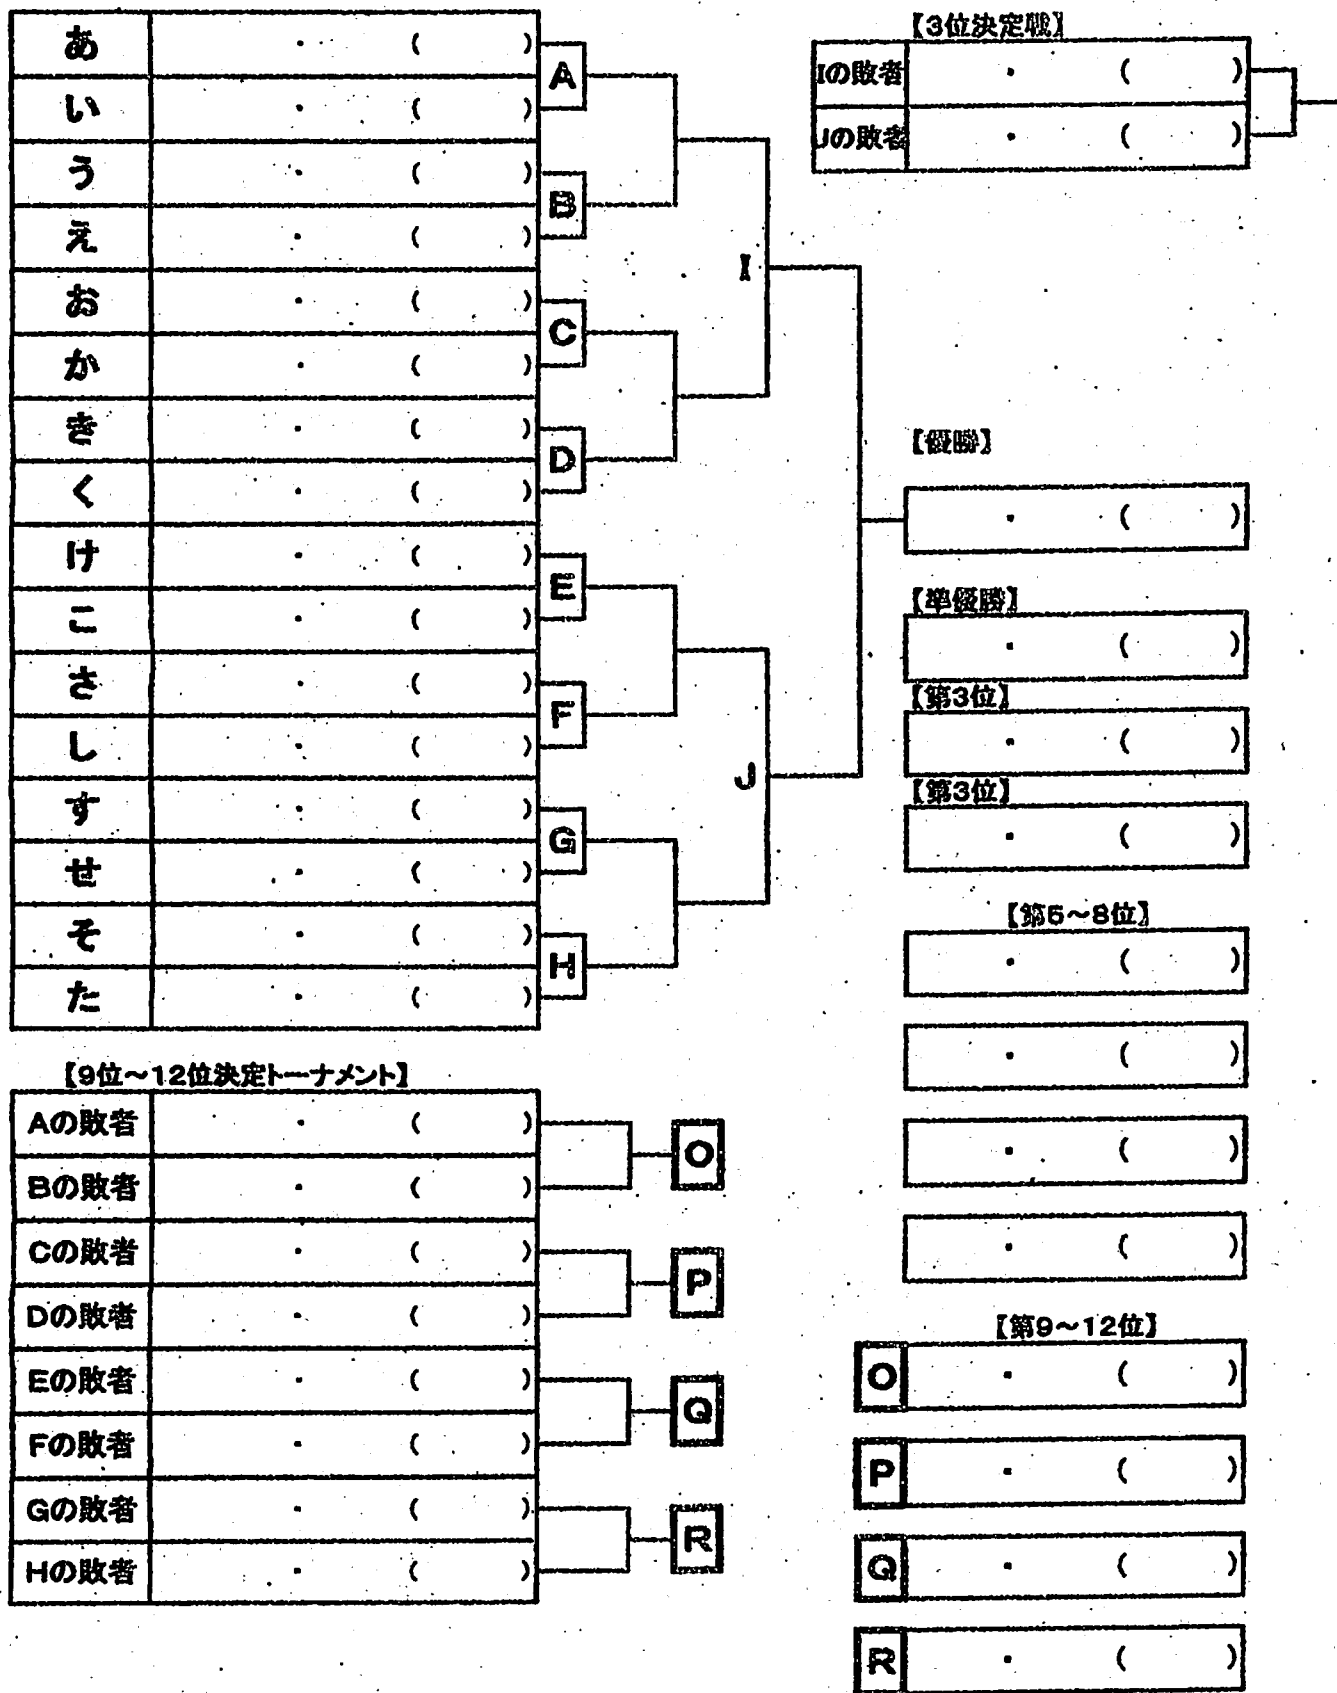 あ ・ ( )
い ・ ( )
う ・ ( )
え ・ ( )
お ・ ( )
か ・ ( )
き ・ ( )
く ・ ( )
け ・ ( )
こ ・ ( )
さ ・ ( )
し ・ ( )
す ・ ( )
せ ・ ( )
そ ・ ( )
た ・ ( )
A
B
C
D
E
F
G
H
I
J
【3位決定戦】
Iの敗者 ・ ( )
Jの敗者 ・ ( )
【優勝】
・ ( )
【準優勝】
・ ( )
【第3位】
・ ( )
【第3位】
・ ( )
【第5～8位】
・ ( )
・ ( )
・ ( )
・ ( )
【9位～12位決定トーナメント】
Aの敗者 ・ ( )
Bの敗者 ・ ( )
Cの敗者 ・ ( )
Dの敗者 ・ ( )
Eの敗者 ・ ( )
Fの敗者 ・ ( )
Gの敗者 ・ ( )
Hの敗者 ・ ( )
O
P
Q
R
【第9～12位】
O ・ ( )
P ・ ( )
Q ・ ( )
R ・ ( )